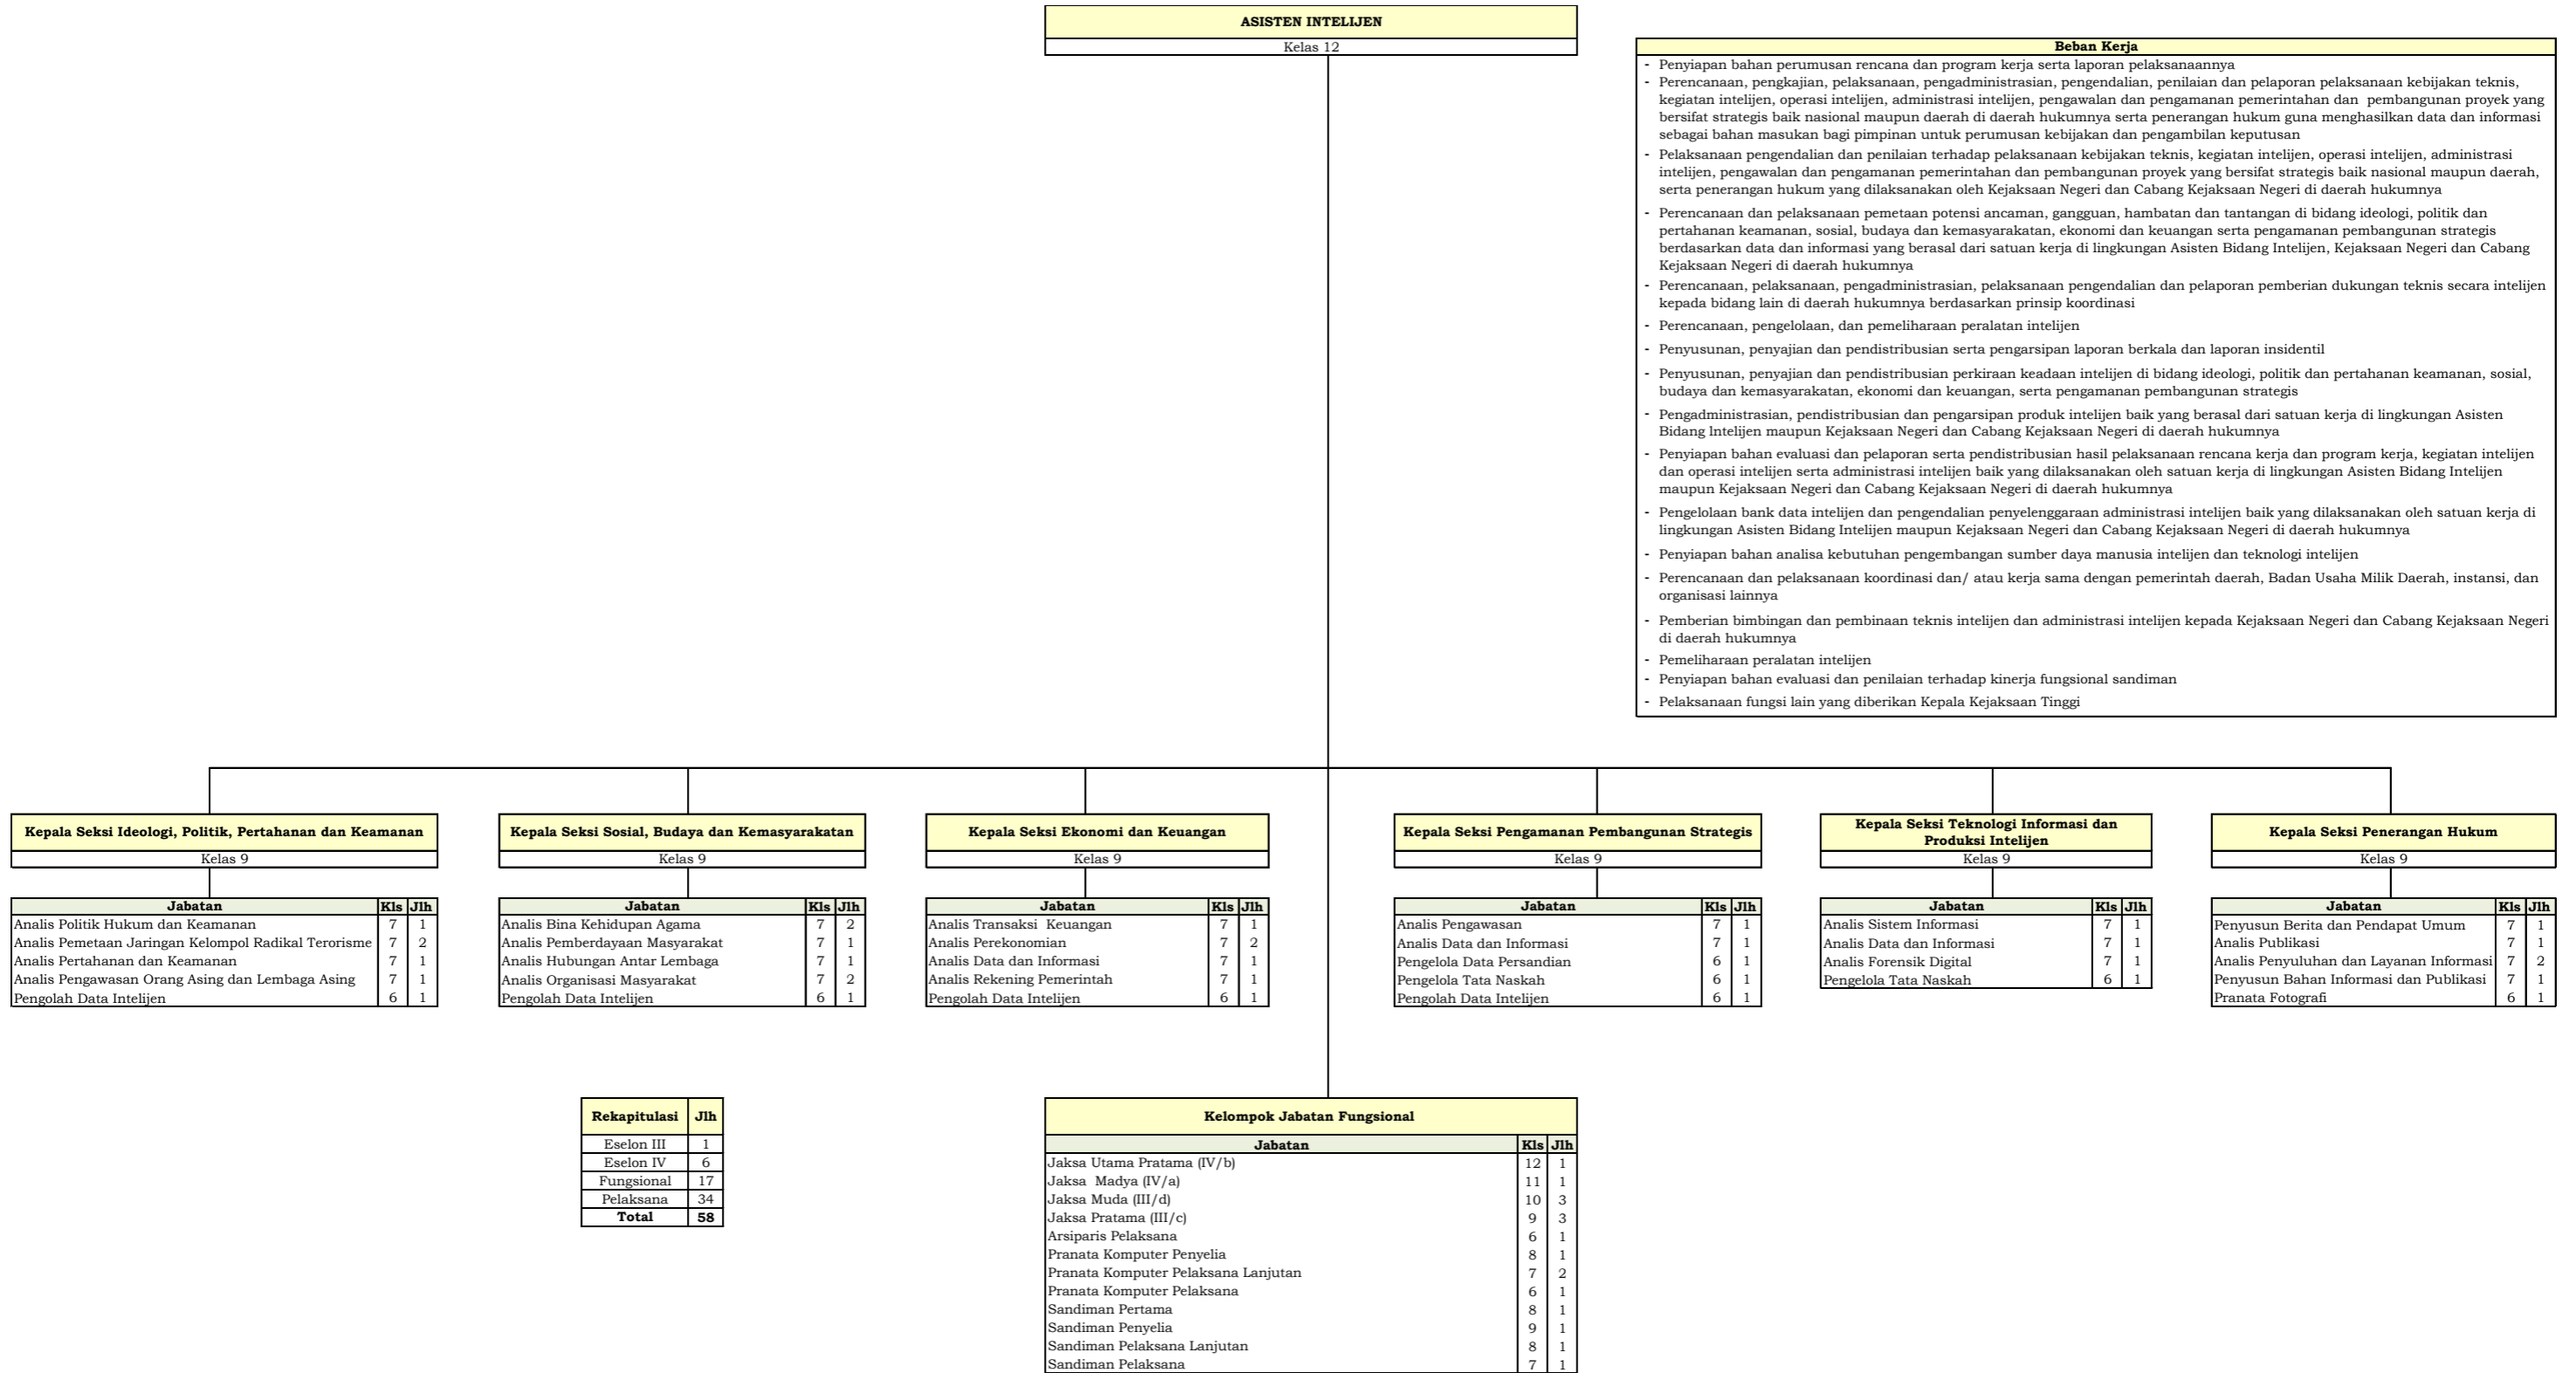 ASISTEN INTELIJEN
Kelas 12
Beban Kerja
- Penyiapan bahan perumusan rencana dan program kerja serta laporan pelaksanaannya
- Perencanaan, pengkajian, pelaksanaan, pengadministrasian, pengendalian, penilaian dan pelaporan pelaksanaan kebijakan teknis,
kegiatan intelijen, operasi intelijen, administrasi intelijen, pengawalan dan pengamanan pemerintahan dan  pembangunan proyek yang
bersifat strategis baik nasional maupun daerah di daerah hukumnya serta penerangan hukum guna menghasilkan data dan informasi
sebagai bahan masukan bagi pimpinan untuk perumusan kebijakan dan pengambilan keputusan
- Pelaksanaan pengendalian dan penilaian terhadap pelaksanaan kebijakan teknis, kegiatan intelijen, operasi intelijen, administrasi
intelijen, pengawalan dan pengamanan pemerintahan dan pembangunan proyek yang bersifat strategis baik nasional maupun daerah,
serta penerangan hukum yang dilaksanakan oleh Kejaksaan Negeri dan Cabang Kejaksaan Negeri di daerah hukumnya
- Perencanaan dan pelaksanaan pemetaan potensi ancaman, gangguan, hambatan dan tantangan di bidang ideologi, politik dan
pertahanan keamanan, sosial, budaya dan kemasyarakatan, ekonomi dan keuangan serta pengamanan pembangunan strategis
berdasarkan data dan informasi yang berasal dari satuan kerja di lingkungan Asisten Bidang Intelijen, Kejaksaan Negeri dan Cabang
Kejaksaan Negeri di daerah hukumnya
- Perencanaan, pelaksanaan, pengadministrasian, pelaksanaan pengendalian dan pelaporan pemberian dukungan teknis secara intelijen
kepada bidang lain di daerah hukumnya berdasarkan prinsip koordinasi
- Perencanaan, pengelolaan, dan pemeliharaan peralatan intelijen
- Penyusunan, penyajian dan pendistribusian serta pengarsipan laporan berkala dan laporan insidentil
- Penyusunan, penyajian dan pendistribusian perkiraan keadaan intelijen di bidang ideologi, politik dan pertahanan keamanan, sosial,
budaya dan kemasyarakatan, ekonomi dan keuangan, serta pengamanan pembangunan strategis
- Pengadministrasian, pendistribusian dan pengarsipan produk intelijen baik yang berasal dari satuan kerja di lingkungan Asisten
Bidang lntelijen maupun Kejaksaan Negeri dan Cabang Kejaksaan Negeri di daerah hukumnya
- Penyiapan bahan evaluasi dan pelaporan serta pendistribusian hasil pelaksanaan rencana kerja dan program kerja, kegiatan intelijen
dan operasi intelijen serta administrasi intelijen baik yang dilaksanakan oleh satuan kerja di lingkungan Asisten Bidang Intelijen
maupun Kejaksaan Negeri dan Cabang Kejaksaan Negeri di daerah hukumnya
- Pengelolaan bank data intelijen dan pengendalian penyelenggaraan administrasi intelijen baik yang dilaksanakan oleh satuan kerja di
lingkungan Asisten Bidang Intelijen maupun Kejaksaan Negeri dan Cabang Kejaksaan Negeri di daerah hukumnya
- Penyiapan bahan analisa kebutuhan pengembangan sumber daya manusia intelijen dan teknologi intelijen
- Perencanaan dan pelaksanaan koordinasi dan/ atau kerja sama dengan pemerintah daerah, Badan Usaha Milik Daerah, instansi, dan
organisasi lainnya
- Pemberian bimbingan dan pembinaan teknis intelijen dan administrasi intelijen kepada Kejaksaan Negeri dan Cabang Kejaksaan Negeri
di daerah hukumnya
- Pemeliharaan peralatan intelijen
- Penyiapan bahan evaluasi dan penilaian terhadap kinerja fungsional sandiman
- Pelaksanaan fungsi lain yang diberikan Kepala Kejaksaan Tinggi
Kepala Seksi Ideologi, Politik, Pertahanan dan Keamanan
Kelas 9
Jabatan Kls Jlh
Analis Politik Hukum dan Keamanan 7 1
Analis Pemetaan Jaringan Kelompol Radikal Terorisme 7 2
Analis Pertahanan dan Keamanan 7 1
Analis Pengawasan Orang Asing dan Lembaga Asing 7 1
Pengolah Data Intelijen 6 1
Kepala Seksi Sosial, Budaya dan Kemasyarakatan
Kelas 9
Jabatan Kls Jlh
Analis Bina Kehidupan Agama 7 2
Analis Pemberdayaan Masyarakat 7 1
Analis Hubungan Antar Lembaga 7 1
Analis Organisasi Masyarakat 7 2
Pengolah Data Intelijen 6 1
Kepala Seksi Ekonomi dan Keuangan
Kelas 9
Jabatan Kls Jlh
Analis Transaksi  Keuangan 7 1
Analis Perekonomian 7 2
Analis Data dan Informasi 7 1
Analis Rekening Pemerintah 7 1
Pengolah Data Intelijen 6 1
Kepala Seksi Pengamanan Pembangunan Strategis
Kelas 9
Jabatan Kls Jlh
Analis Pengawasan 7 1
Analis Data dan Informasi 7 1
Pengelola Data Persandian 6 1
Pengelola Tata Naskah 6 1
Pengolah Data Intelijen 6 1
Kepala Seksi Teknologi Informasi dan
Produksi Intelijen
Kelas 9
Jabatan Kls Jlh
Analis Sistem Informasi 7 1
Analis Data dan Informasi 7 1
Analis Forensik Digital 7 1
Pengelola Tata Naskah 6 1
Kepala Seksi Penerangan Hukum
Kelas 9
Jabatan Kls Jlh
Penyusun Berita dan Pendapat Umum 7 1
Analis Publikasi 7 1
Analis Penyuluhan dan Layanan Informasi 7 2
Penyusun Bahan Informasi dan Publikasi 7 1
Pranata Fotografi 6 1
Rekapitulasi Jlh
Eselon III 1
Eselon IV 6
Fungsional 17
Pelaksana 34
Total 58
Kelompok Jabatan Fungsional
Jabatan Kls Jlh
Jaksa Utama Pratama (IV/b) 12 1
Jaksa  Madya (IV/a) 11 1
Jaksa Muda (III/d) 10 3
Jaksa Pratama (III/c) 9 3
Arsiparis Pelaksana 6 1
Pranata Komputer Penyelia 8 1
Pranata Komputer Pelaksana Lanjutan 7 2
Pranata Komputer Pelaksana 6 1
Sandiman Pertama 8 1
Sandiman Penyelia 9 1
Sandiman Pelaksana Lanjutan 8 1
Sandiman Pelaksana 7 1